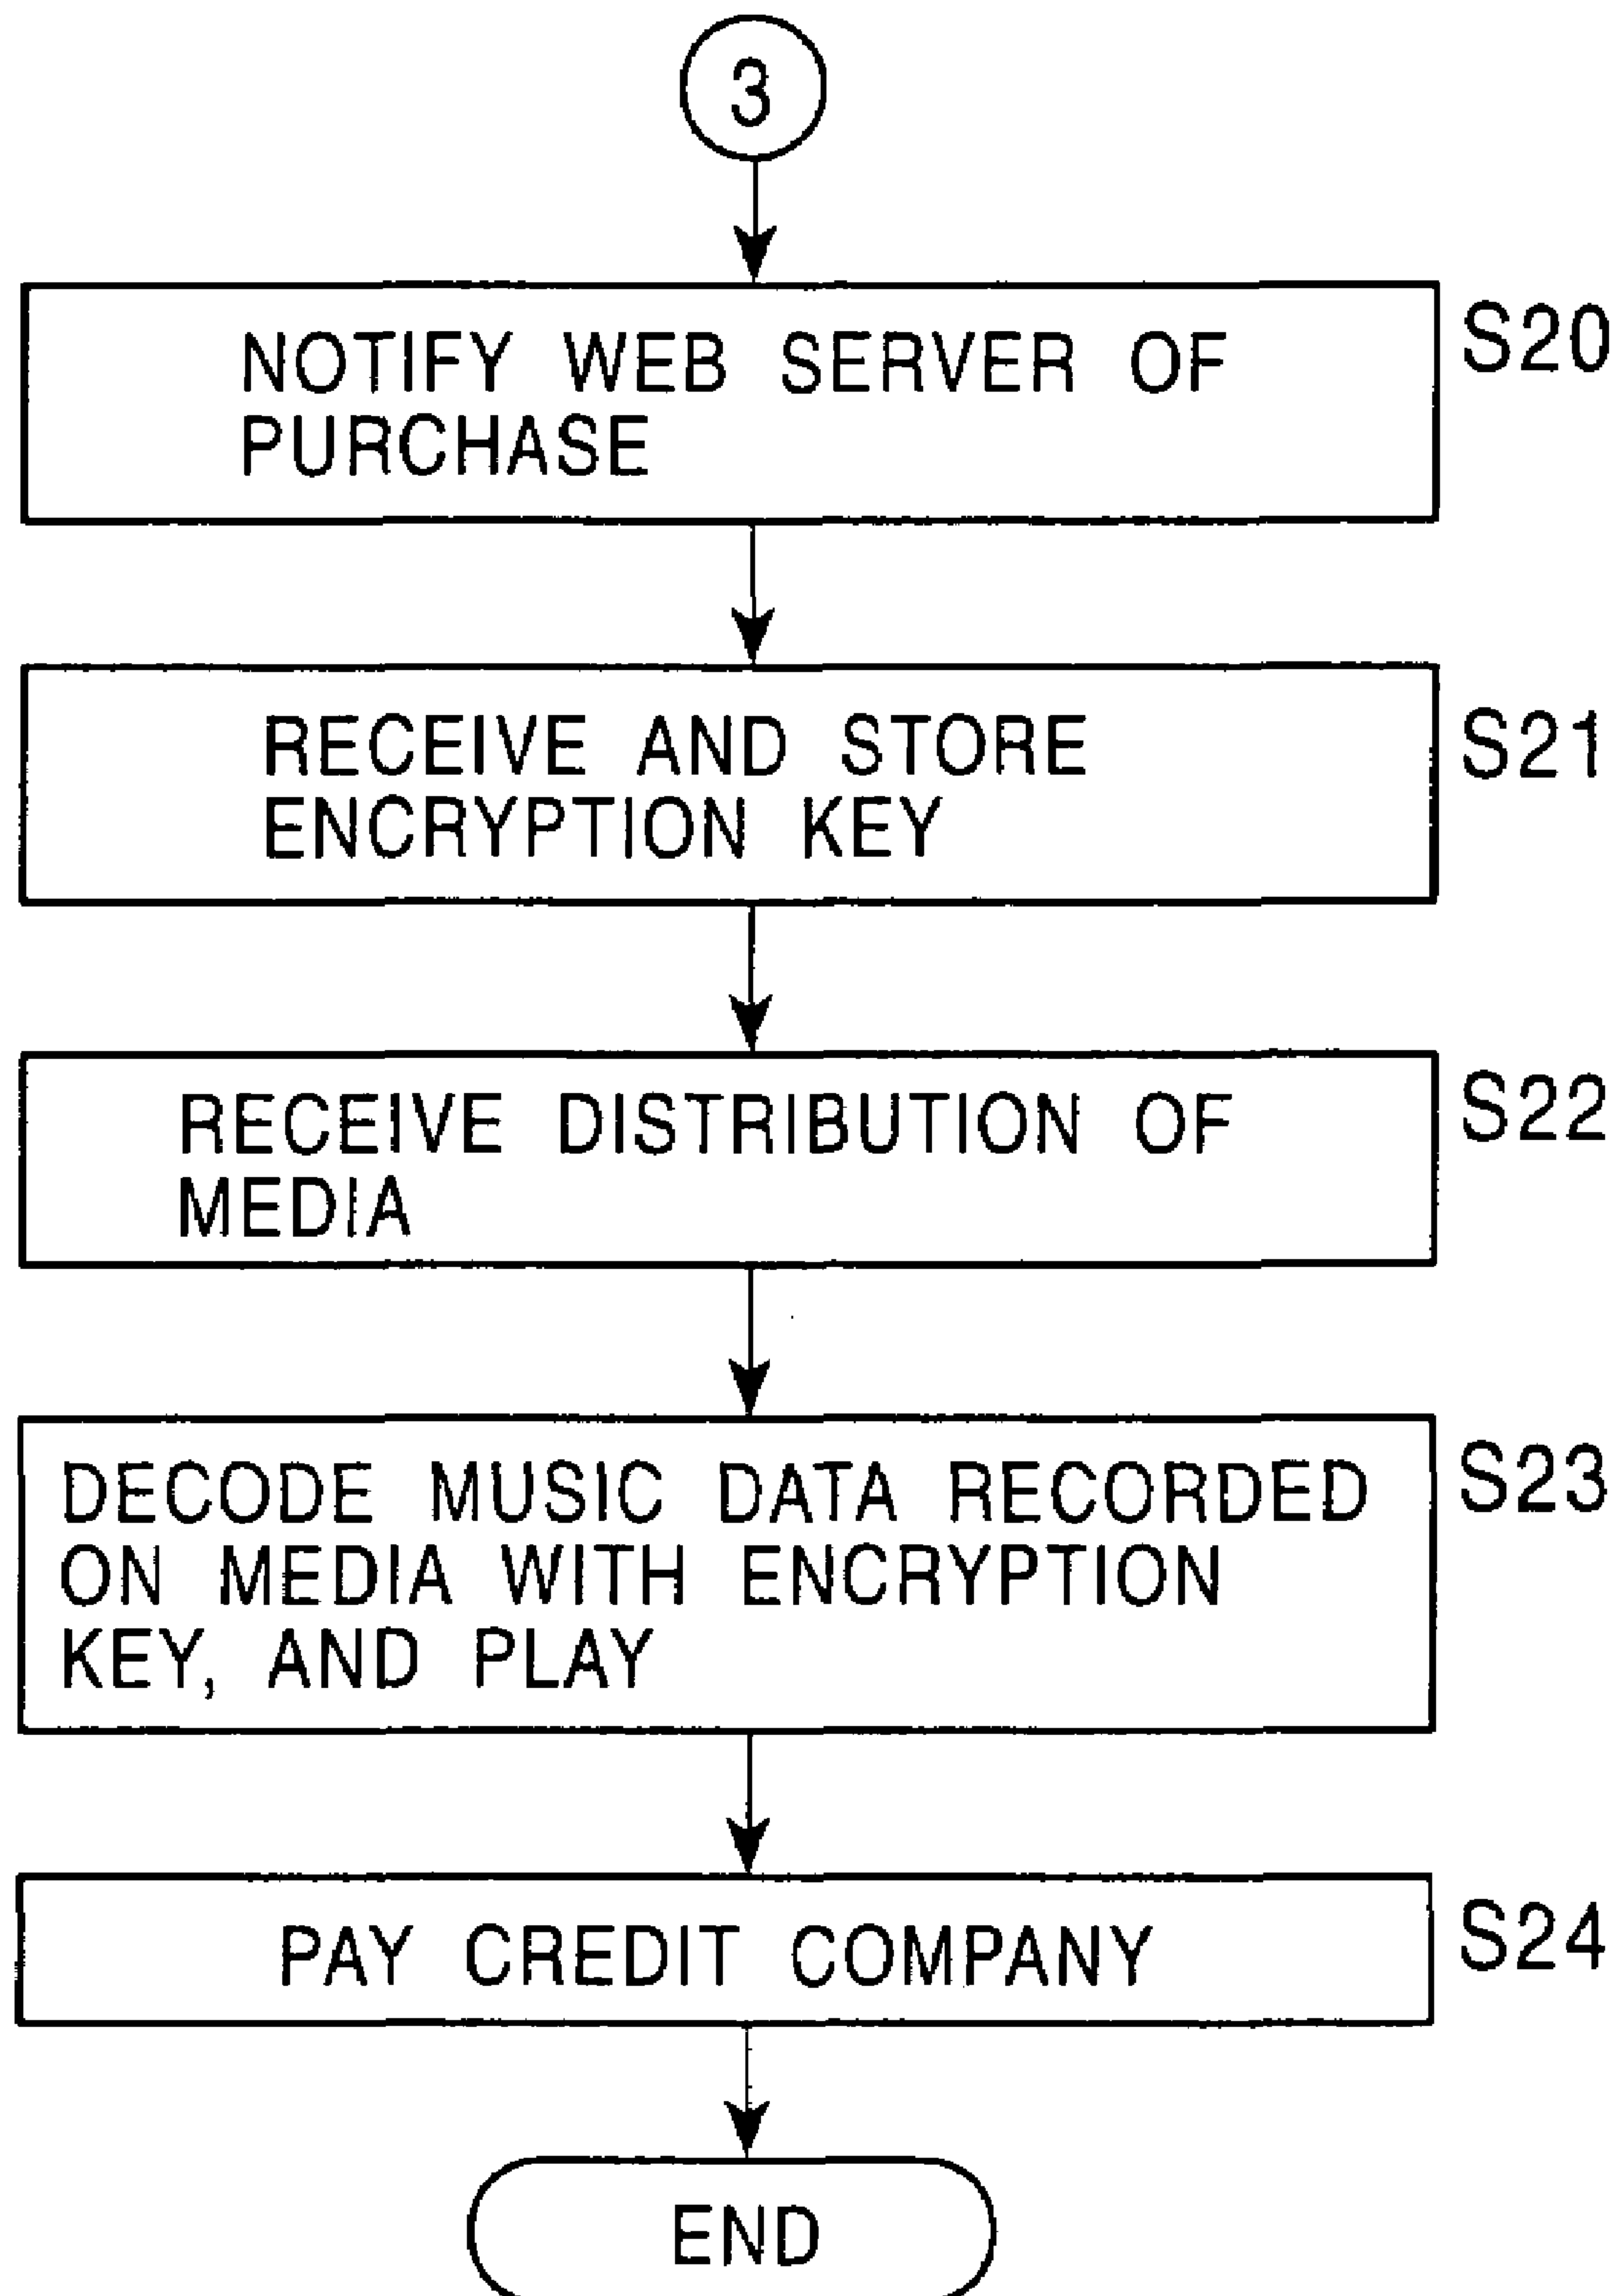 3
NOTIFY WEB SERVER OF
PURCHASE
S20
RECEIVE AND STORE
ENCRYPTION KEY
S21
RECEIVE DISTRIBUTION OF
MEDIA
S22
DECODE MUSIC DATA RECORDED
ON MEDIA WITH ENCRYPTION
KEY, AND PLAY
S23
PAY CREDIT COMPANY
S24
END